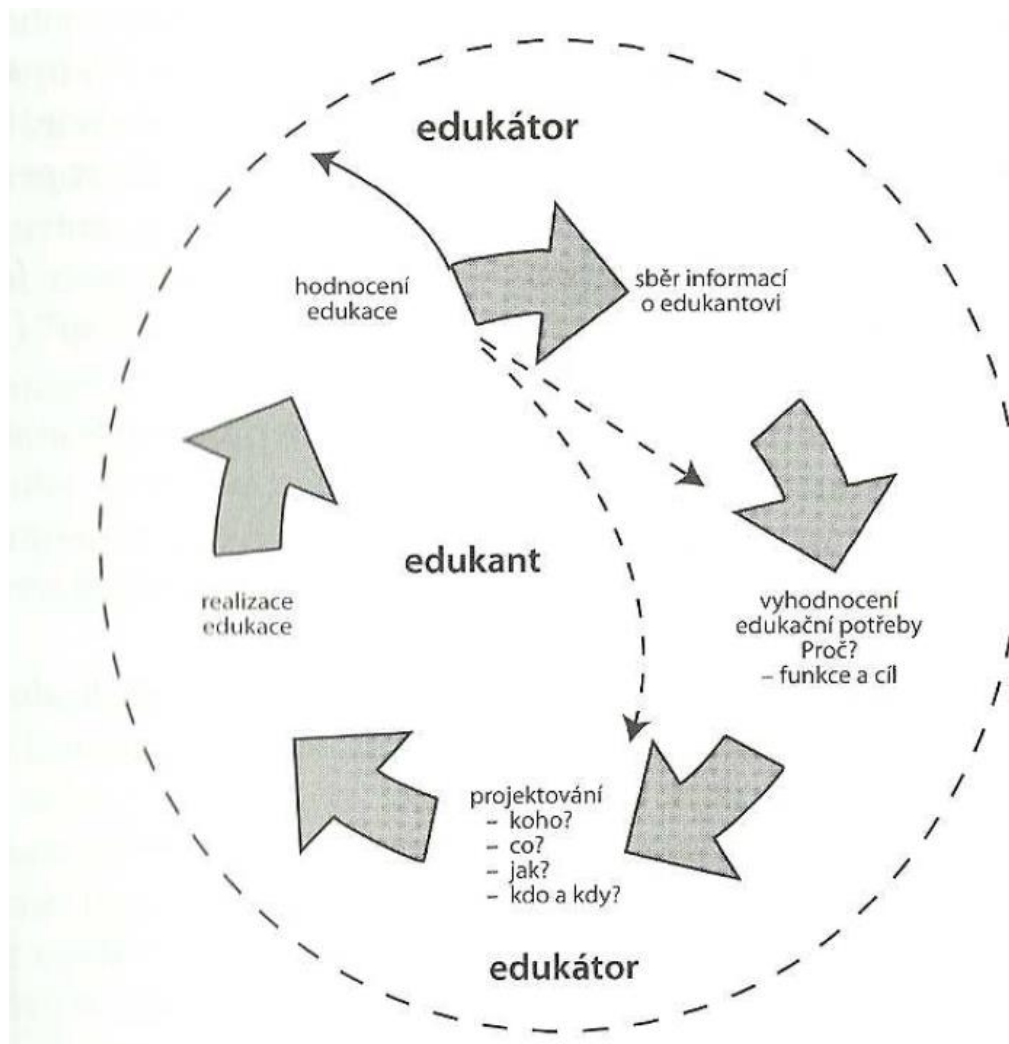 edukátor
hodnocení
edukace
sběr informací
o edukantovi
edukant
realizace
edukace
vyhodnocení
edukační potřeby
Proč?
– funkce a cíl
projektování
– koho?
– co?
– jak?
– kdo a kdy?
edukátor